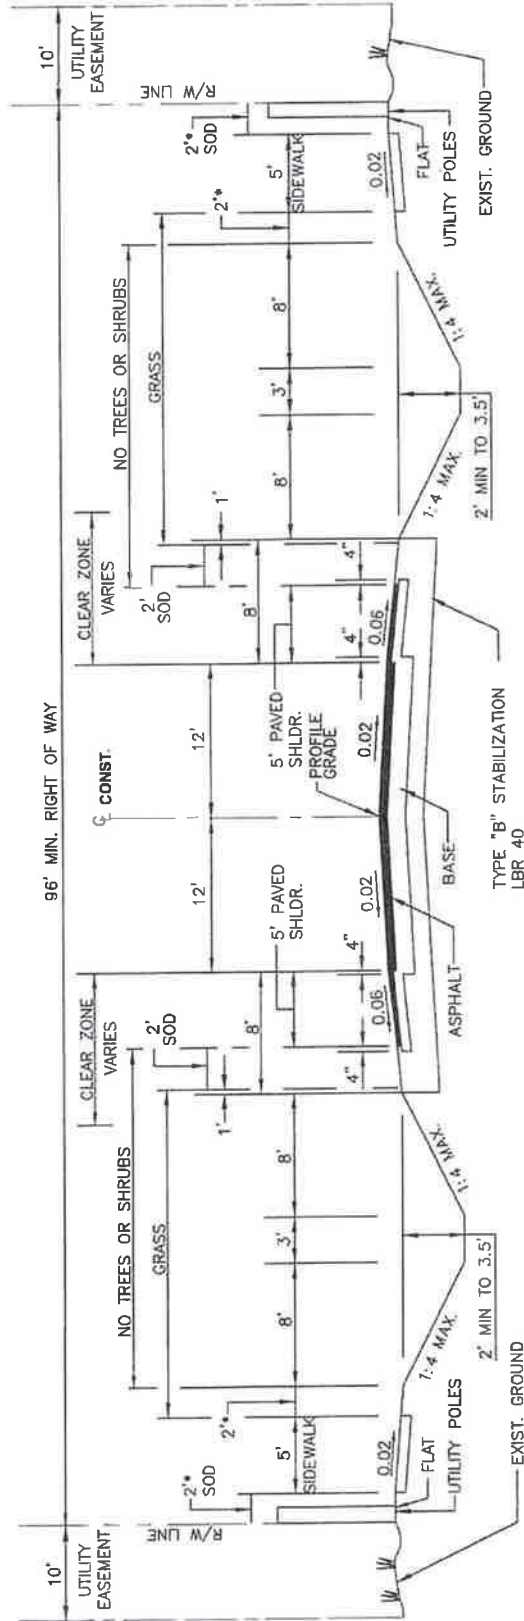 96' MIN. RIGHT OF WAY
10'
UTILITY
EASEMENT
R/W LINE
2'*
SOD
5'
SIDEWALK
2'*
NO TREES OR SHRUBS
GRASS
8'
3'
8'
CLEAR ZONE
VARIES
2'
SOD
1'
8'
5' PAVED
SHLDR.
12'
℄ CONST.
12'
5' PAVED
SHLDR.
PROFILE
GRADE
CLEAR ZONE
VARIES
8'
2'
SOD
1'
NO TREES OR SHRUBS
GRASS
8'
3'
8'
2'*
5'
SIDEWALK
2'*
SOD
R/W LINE
10'
UTILITY
EASEMENT
0.02
FLAT
UTILITY POLES
EXIST. GROUND
1:4 MAX.
2' MIN TO 3.5'
1:4 MAX.
4"
0.06
4"
0.02
ASPHALT
BASE
0.02
4"
0.06
4"
TYPE "B" STABILIZATION
LBR 40
1:4 MAX.
2' MIN TO 3.5'
1:4 MAX.
0.02
FLAT
UTILITY POLES
EXIST. GROUND